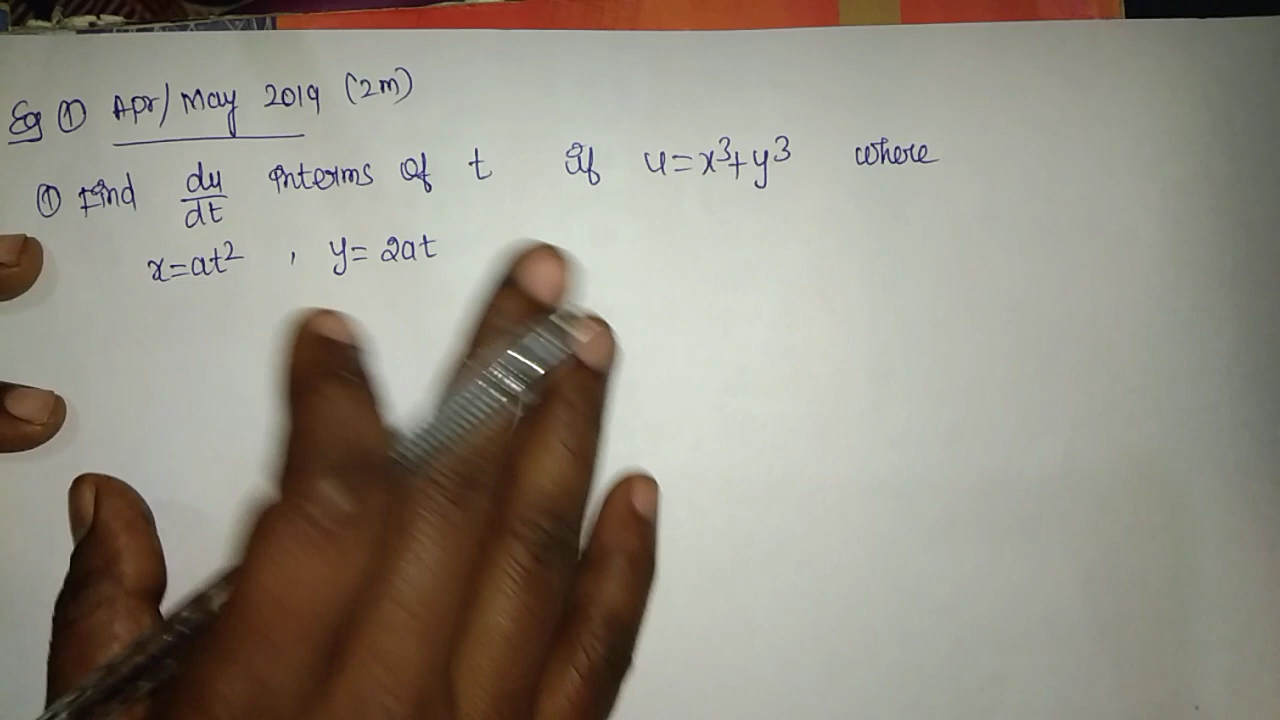 Eg ① Apr/May 2019 (2m)
① Find du/dt interms of t if u=x³+y³ where
x=at² , y=2at